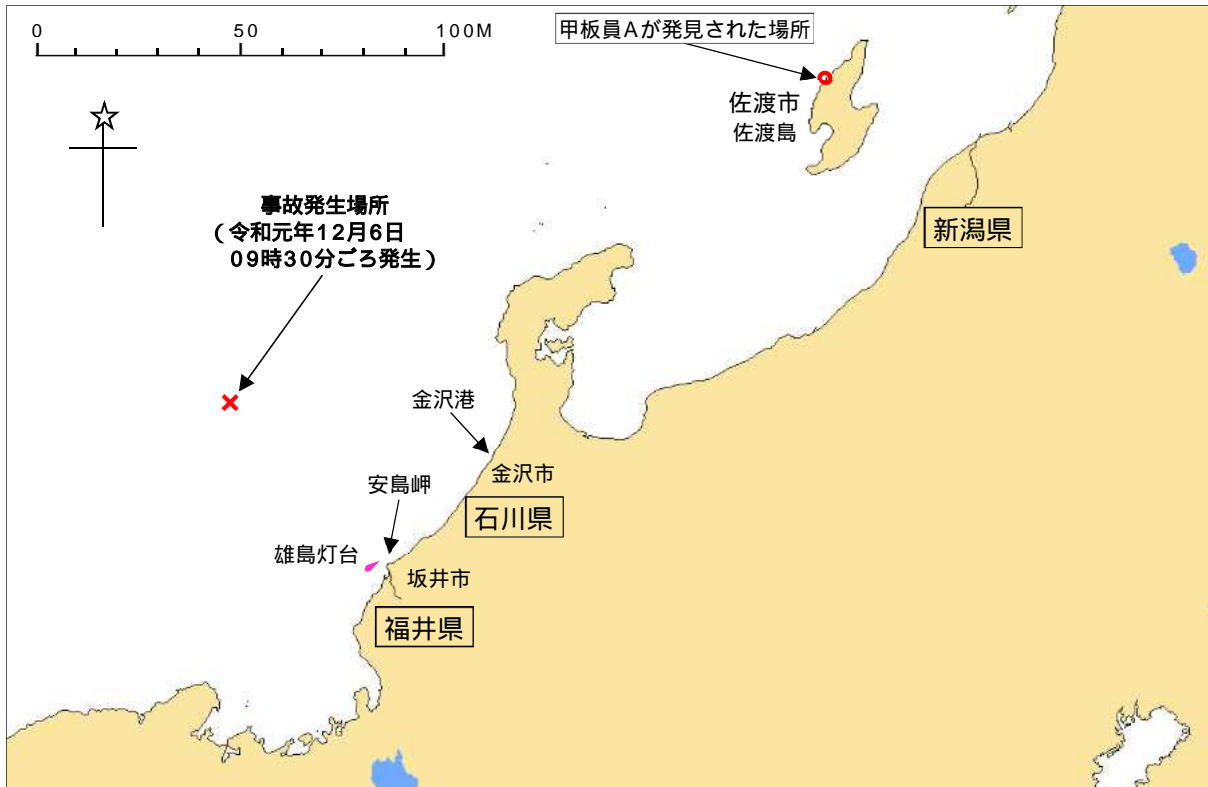 0 50 100M
甲板員Aが発見された場所
佐渡市
佐渡島
事故発生場所
(令和元年12月6日
09時30分ごろ発生)
新潟県
金沢港
金沢市
安島岬
石川県
雄島灯台
坂井市
福井県